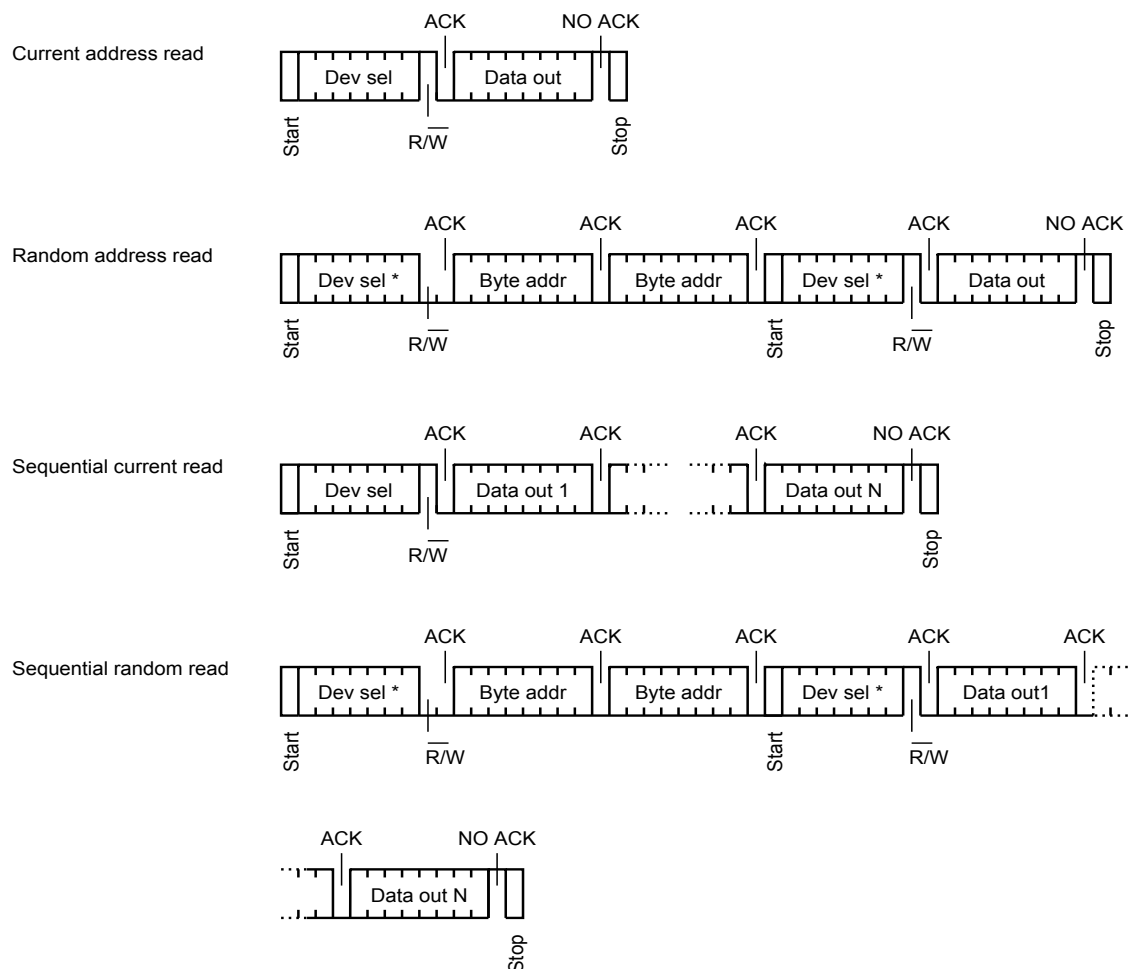 ACK NO ACK
Current address read
Dev sel Data out
Start R/W Stop
ACK ACK ACK ACK NO ACK
Random address read
Dev sel * Byte addr Byte addr Dev sel * Data out
Start R/W Start R/W Stop
ACK ACK ACK NO ACK
Sequential current read
Dev sel Data out 1 Data out N
Start R/W Stop
ACK ACK ACK ACK ACK
Sequential random read
Dev sel * Byte addr Byte addr Dev sel * Data out1
Start R/W Start R/W
ACK NO ACK
Data out N
Stop